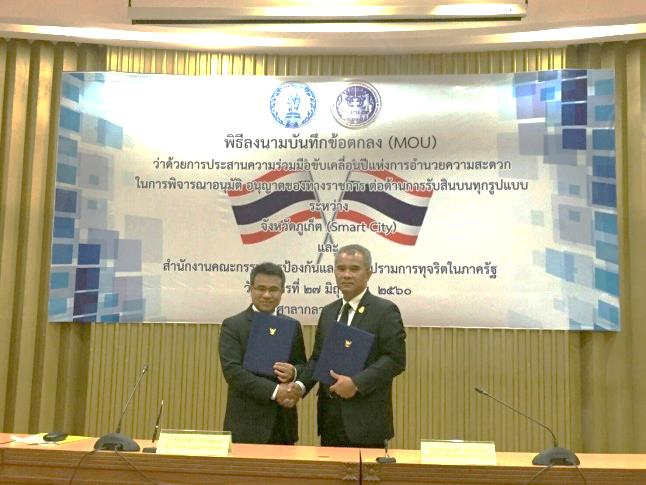 พิธีลงนามบันทึกข้อตกลง (MOU)
ว่าด้วยการประสานความร่วมมือขับเคลื่อนปีแห่งการอำนวยความสะดวก
ในการพิจารณาอนุมัติ อนุญาตของทางราชการ ต่อต้านการรับสินบนทุกรูปแบบ
ระหว่าง
จังหวัดภูเก็ต (Smart City)
และ
สำนักงานคณะกรร ารป้องกันและ ปรามการทุจริตในภาครัฐ
วั ารที่ ๒๗ มิถุ ๒๕๖๐
ศาลากลา